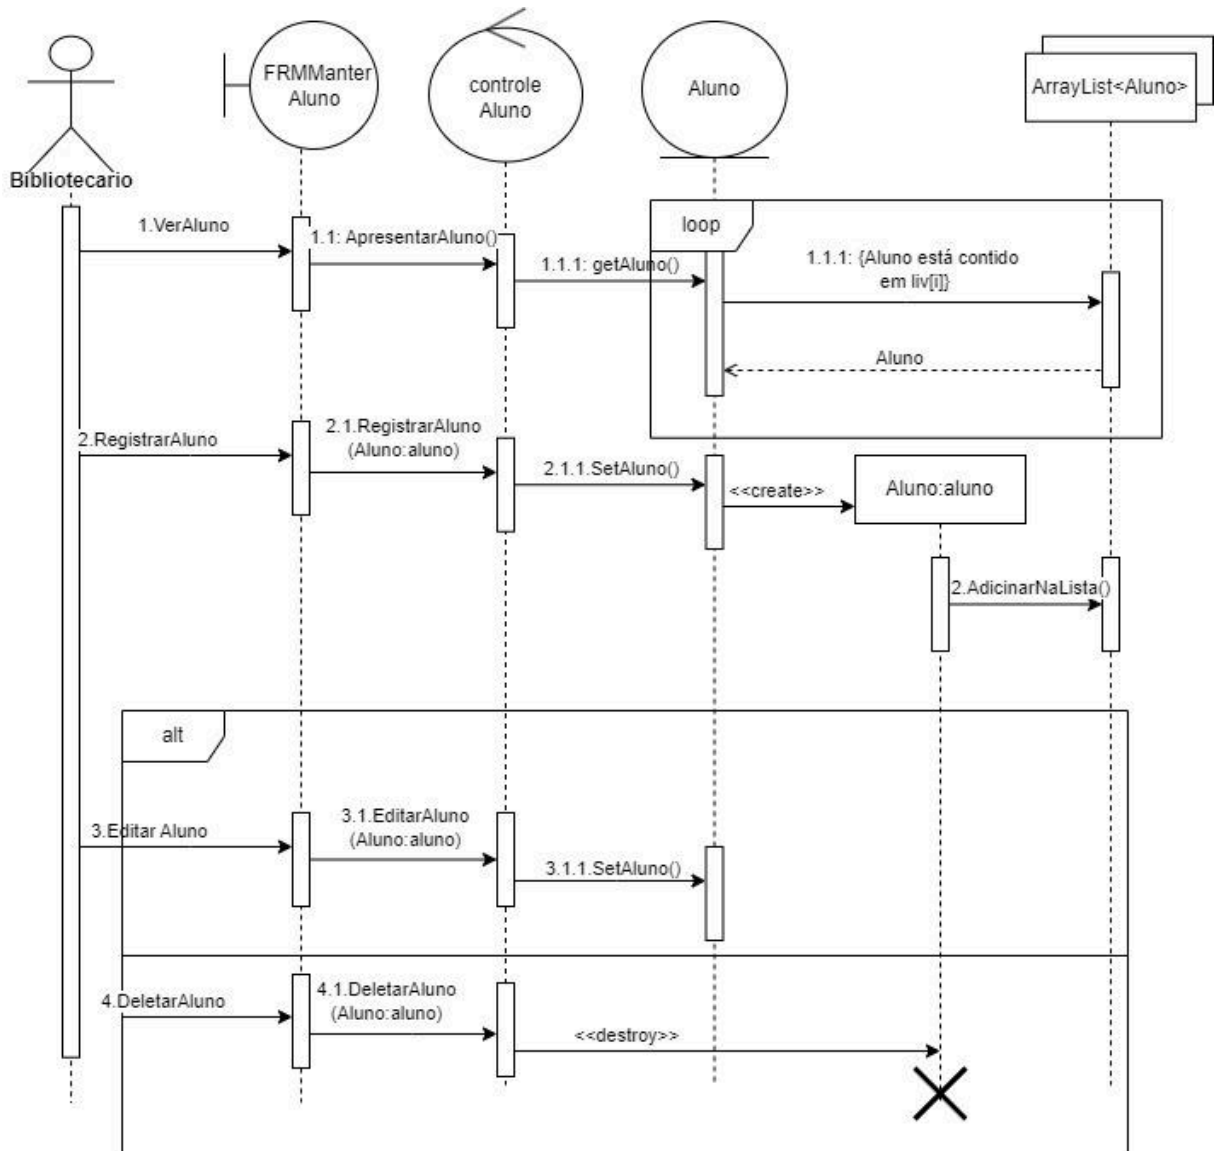 FRMManter
Aluno
controle
Aluno
Aluno
ArrayList<Aluno>
Bibliotecario
loop
1.VerAluno
1.1: ApresentarAluno()
1.1.1: getAluno()
1.1.1: {Aluno está contido
em liv[i]}
Aluno
2.RegistrarAluno
2.1.RegistrarAluno
(Aluno:aluno)
2.1.1.SetAluno()
<<create>>
Aluno:aluno
2.AdicinarNaLista()
alt
3.Editar Aluno
3.1.EditarAluno
(Aluno:aluno)
3.1.1.SetAluno()
4.DeletarAluno
4.1.DeletarAluno
(Aluno:aluno)
<<destroy>>